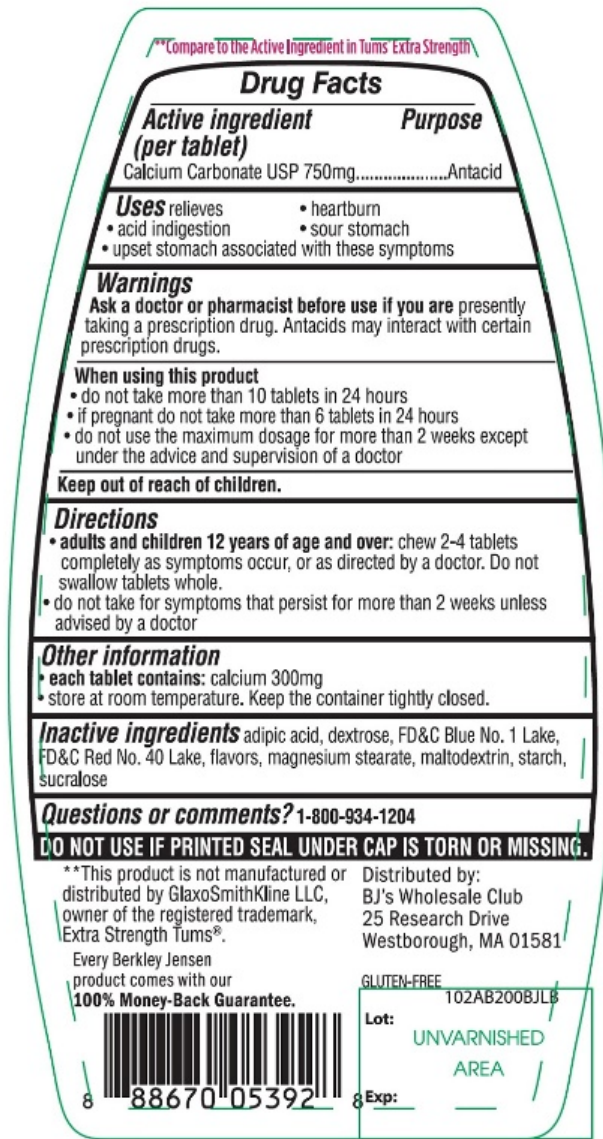 **Compare to the Active Ingredient in Tums® Extra Strength
Drug Facts
Active ingredient Purpose
(per tablet)
Calcium Carbonate USP 750mg....................Antacid
Uses relieves • heartburn
• acid indigestion • sour stomach
• upset stomach associated with these symptoms
Warnings
Ask a doctor or pharmacist before use if you are presently
taking a prescription drug. Antacids may interact with certain
prescription drugs.
When using this product
• do not take more than 10 tablets in 24 hours
• if pregnant do not take more than 6 tablets in 24 hours
• do not use the maximum dosage for more than 2 weeks except
under the advice and supervision of a doctor
Keep out of reach of children.
Directions
• adults and children 12 years of age and over: chew 2-4 tablets
completely as symptoms occur, or as directed by a doctor. Do not
swallow tablets whole.
• do not take for symptoms that persist for more than 2 weeks unless
advised by a doctor
Other information
• each tablet contains: calcium 300mg
• store at room temperature. Keep the container tightly closed.
Inactive ingredients adipic acid, dextrose, FD&C Blue No. 1 Lake,
FD&C Red No. 40 Lake, flavors, magnesium stearate, maltodextrin, starch,
sucralose
Questions or comments? 1-800-934-1204
DO NOT USE IF PRINTED SEAL UNDER CAP IS TORN OR MISSING.
**This product is not manufactured or
distributed by GlaxoSmithKline LLC,
owner of the registered trademark,
Extra Strength Tums®.
Every Berkley Jensen
product comes with our
100% Money-Back Guarantee.
Distributed by:
BJ's Wholesale Club
25 Research Drive
Westborough, MA 01581
GLUTEN-FREE
102AB200BJLB
Lot:
UNVARNISHED
AREA
Exp:
8 88670 05392 8